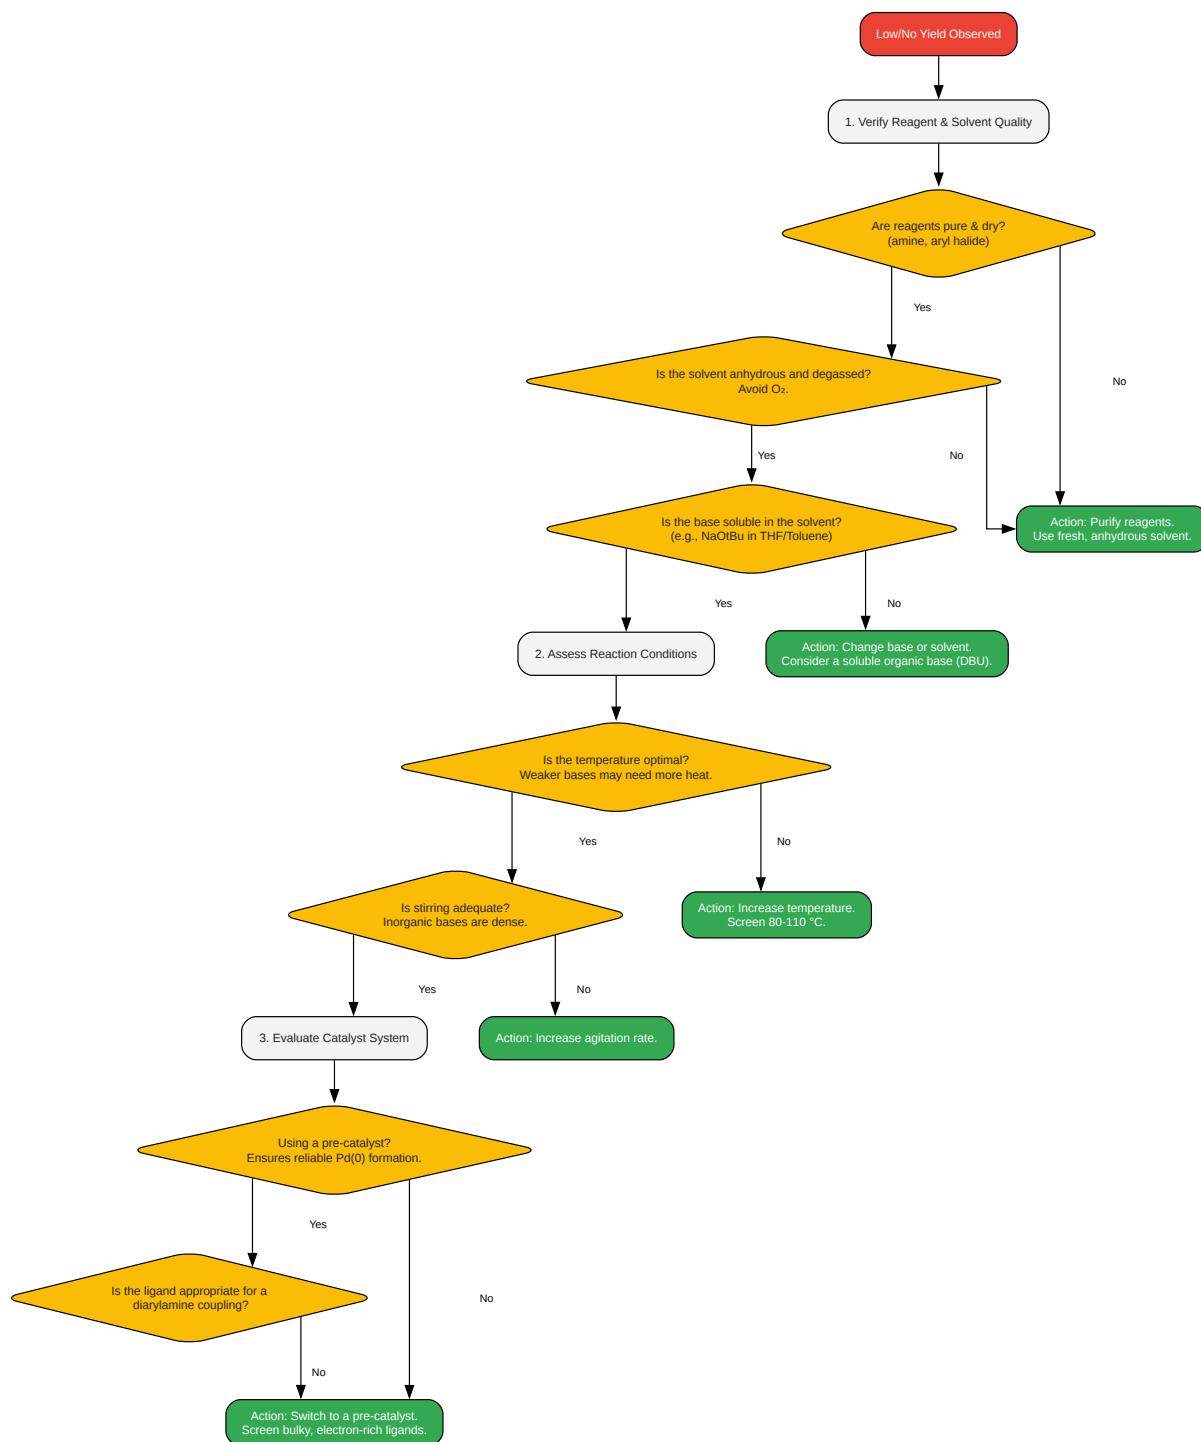 Low/No Yield Observed
1. Verify Reagent & Solvent Quality
Are reagents pure & dry?
(amine, aryl halide)
Yes
No
Is the solvent anhydrous and degassed?
Avoid O₂.
Yes
No
Action: Purify reagents.
Use fresh, anhydrous solvent.
Is the base soluble in the solvent?
(e.g., NaOtBu in THF/Toluene)
Yes
No
2. Assess Reaction Conditions
Action: Change base or solvent.
Consider a soluble organic base (DBU).
Is the temperature optimal?
Weaker bases may need more heat.
Yes
No
Is stirring adequate?
Inorganic bases are dense.
Action: Increase temperature.
Screen 80-110 °C.
Yes
No
3. Evaluate Catalyst System
Action: Increase agitation rate.
Using a pre-catalyst?
Ensures reliable Pd(0) formation.
Yes
No
Is the ligand appropriate for a
diarylamine coupling?
No
Action: Switch to a pre-catalyst.
Screen bulky, electron-rich ligands.